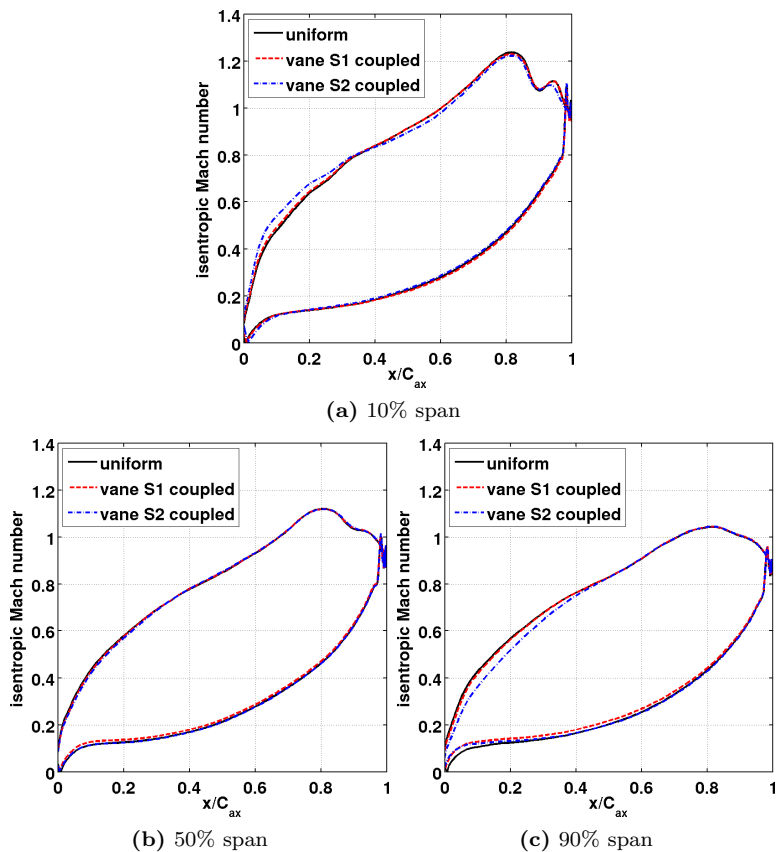 1.4
1.2
1
0.8
0.6
0.4
0.2
0
isentropic Mach number
uniform
vane S1 coupled
vane S2 coupled
0 0.2 0.4 0.6 0.8 1
x/C_ax
(a) 10% span
1.4
1.2
1
0.8
0.6
0.4
0.2
0
isentropic Mach number
uniform
vane S1 coupled
vane S2 coupled
0 0.2 0.4 0.6 0.8 1
x/C_ax
(b) 50% span
1.4
1.2
1
0.8
0.6
0.4
0.2
0
isentropic Mach number
uniform
vane S1 coupled
vane S2 coupled
0 0.2 0.4 0.6 0.8 1
x/C_ax
(c) 90% span